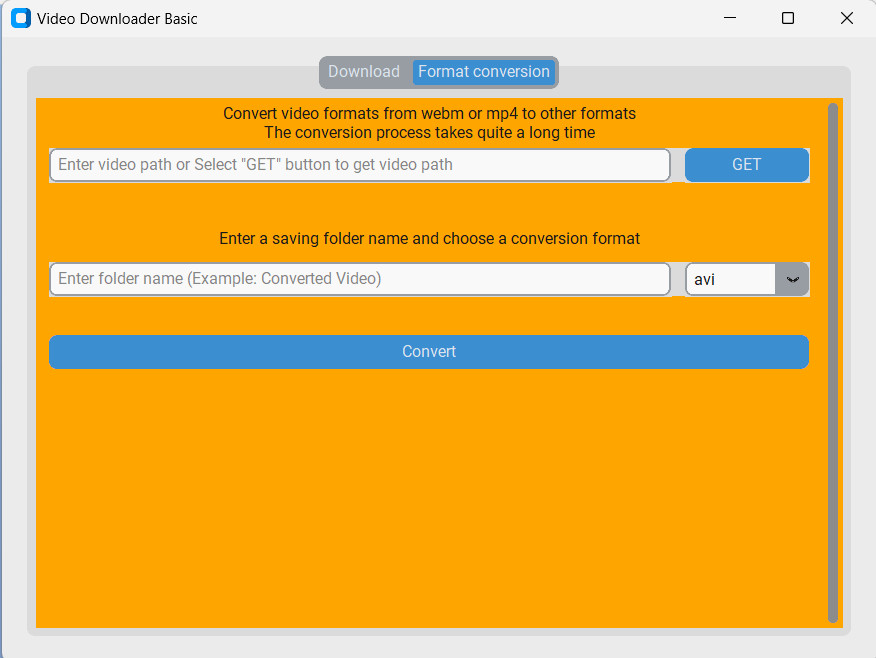 Video Downloader Basic
Download
Format conversion
Convert video formats from webm or mp4 to other formats
The conversion process takes quite a long time
Enter video path or Select "GET" button to get video path
GET
Enter a saving folder name and choose a conversion format
Enter folder name (Example: Converted Video)
avi
Convert